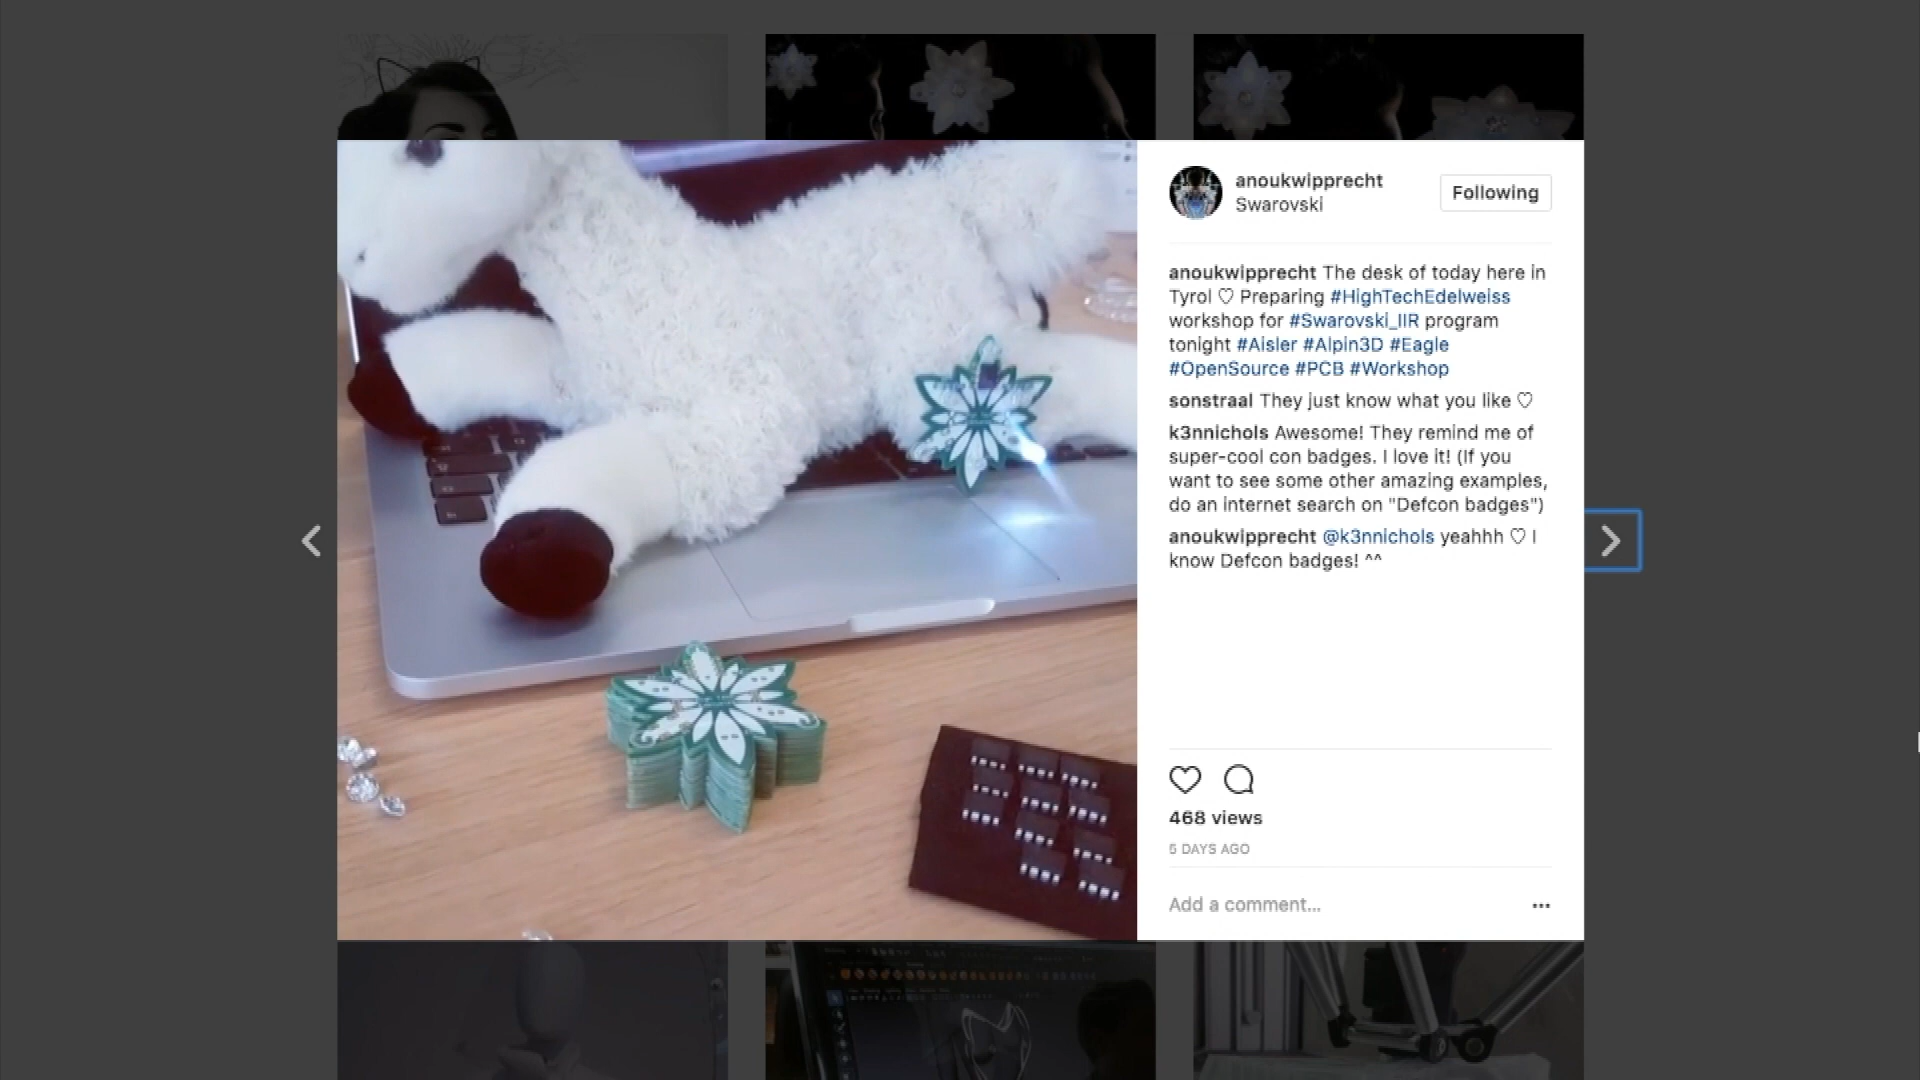 anoukwipprecht
Swarovski
Following
anoukwipprecht The desk of today here in
Tyrol ♡ Preparing #HighTechEdelweiss
workshop for #Swarovski_IIR program
tonight #Aisler #Alpin3D #Eagle
#OpenSource #PCB #Workshop
sonstraal They just know what you like ♡
k3nnichols Awesome! They remind me of
super-cool con badges. I love it! (If you
want to see some other amazing examples,
do an internet search on "Defcon badges")
anoukwipprecht @k3nnichols yeahhh ♡ I
know Defcon badges! ^^
468 views
5 DAYS AGO
Add a comment...